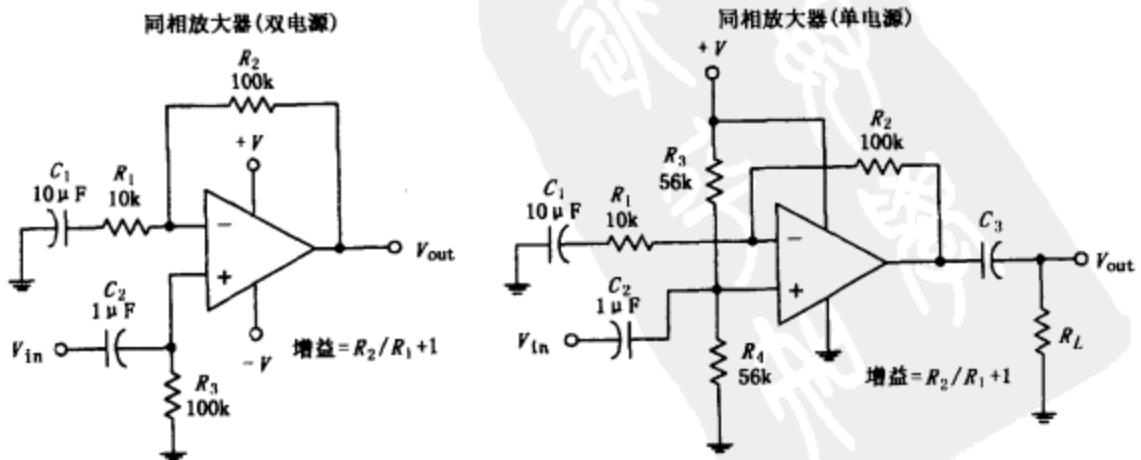 同相放大器(双电源)
R2
100k
+V
C1
10μF
R1
10k
−
+
Vout
C2
1μF
Vin
−V
增益=R2/R1+1
R3
100k
同相放大器(单电源)
+V
R2
100k
R3
56k
C1
10μF
R1
10k
−
+
C3
Vout
C2
1μF
Vin
R4
56k
RL
增益=R2/R1+1